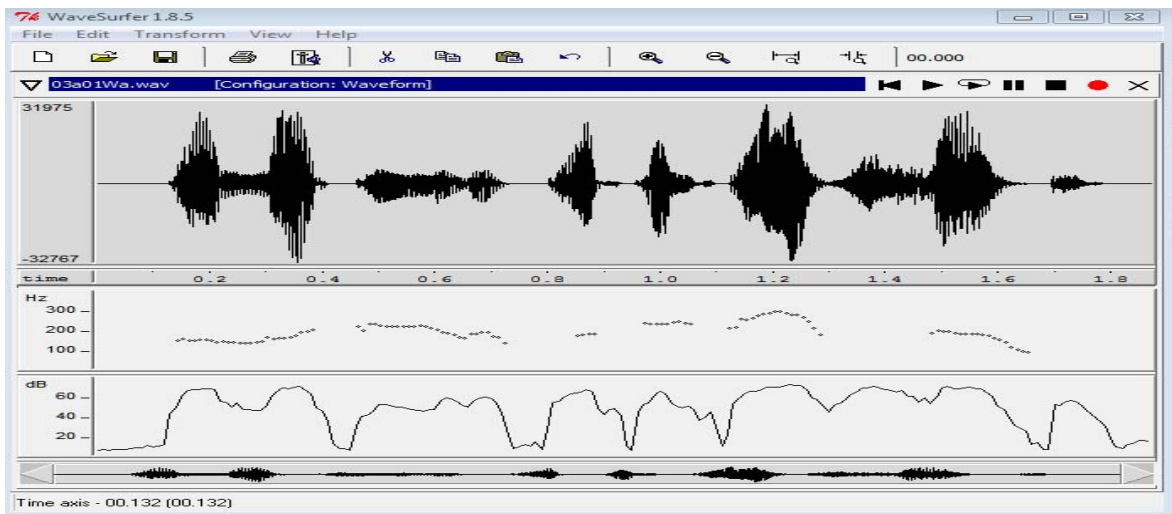 WaveSurfer 1.8.5
File Edit Transform View Help
00.000
03a01Wa.wav [Configuration: Waveform]
31975
-32767
time 0.2 0.4 0.6 0.8 1.0 1.2 1.4 1.6 1.8
Hz
300
200
100
dB
60
40
20
Time axis - 00.132 (00.132)